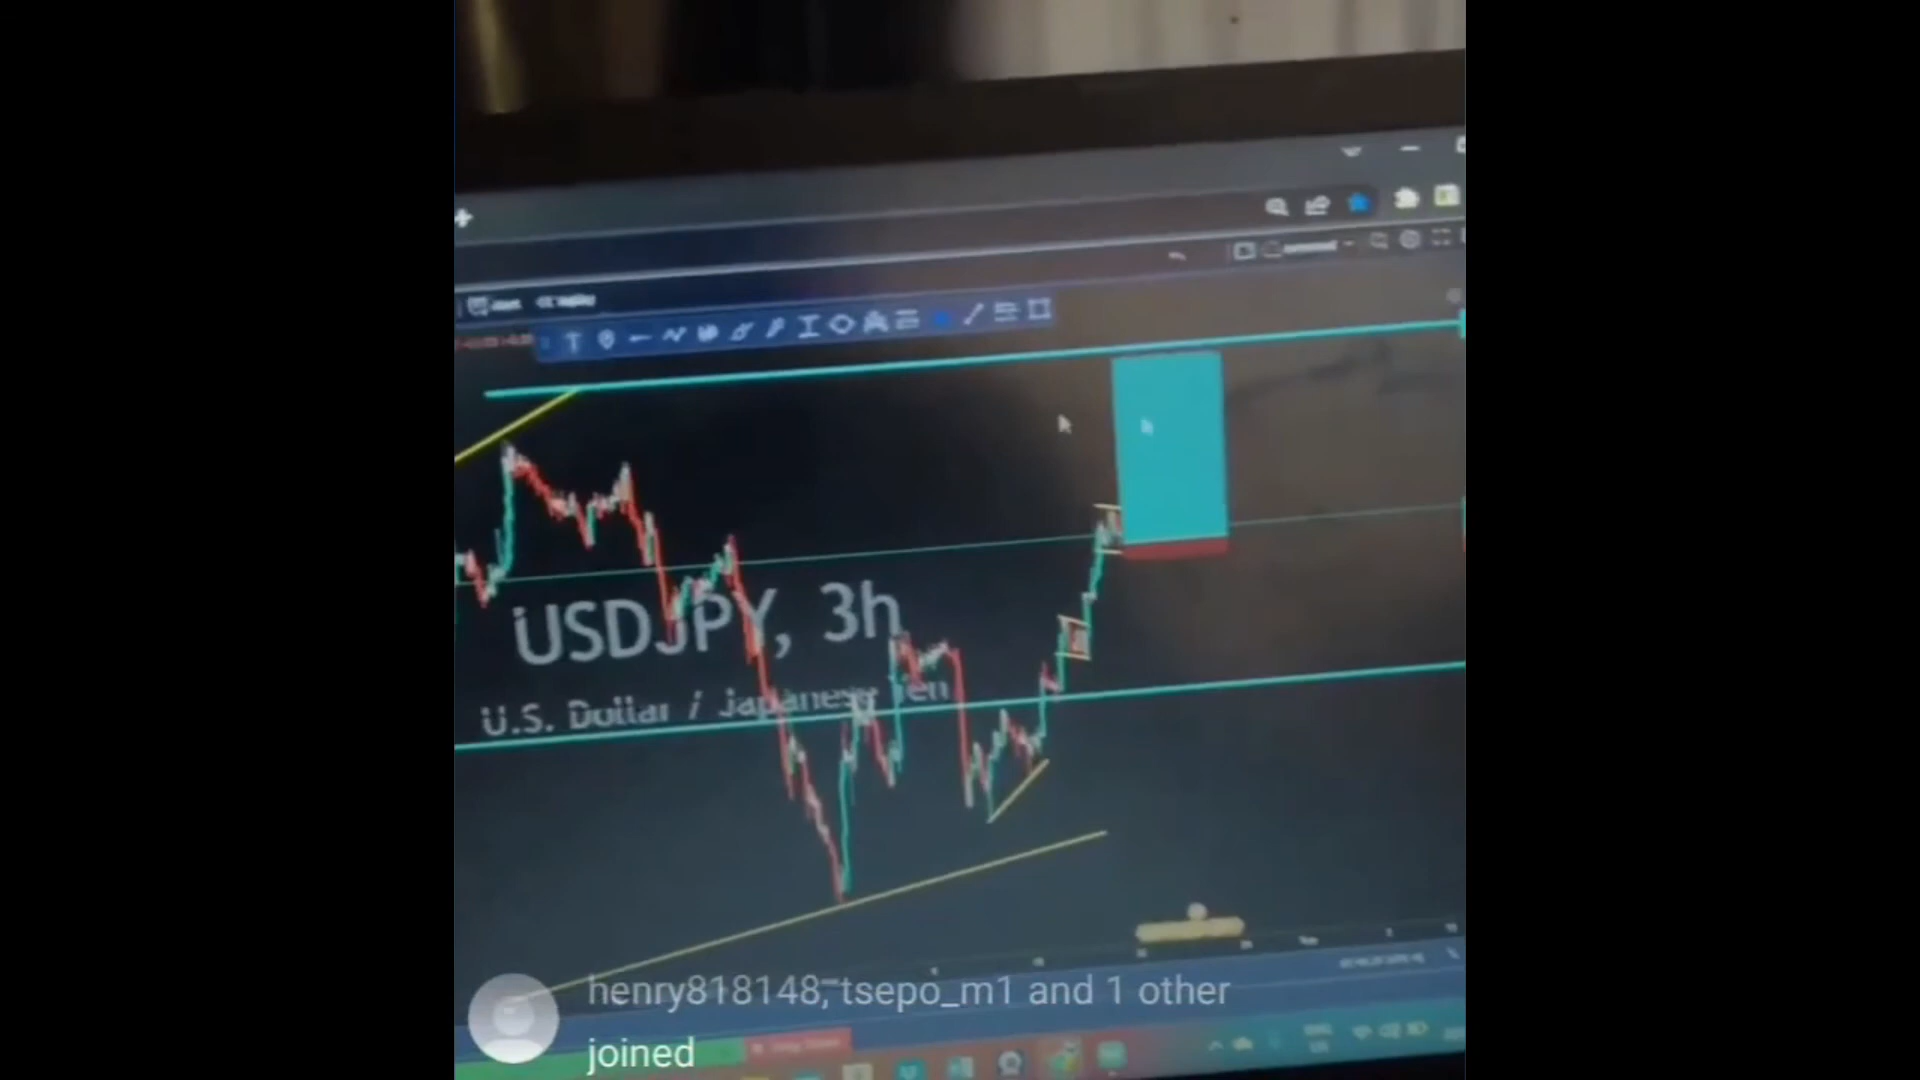 USDJPY, 3h
U.S. Dollar / Japanese Yen
henry818148, tsepo_m1 and 1 other
joined